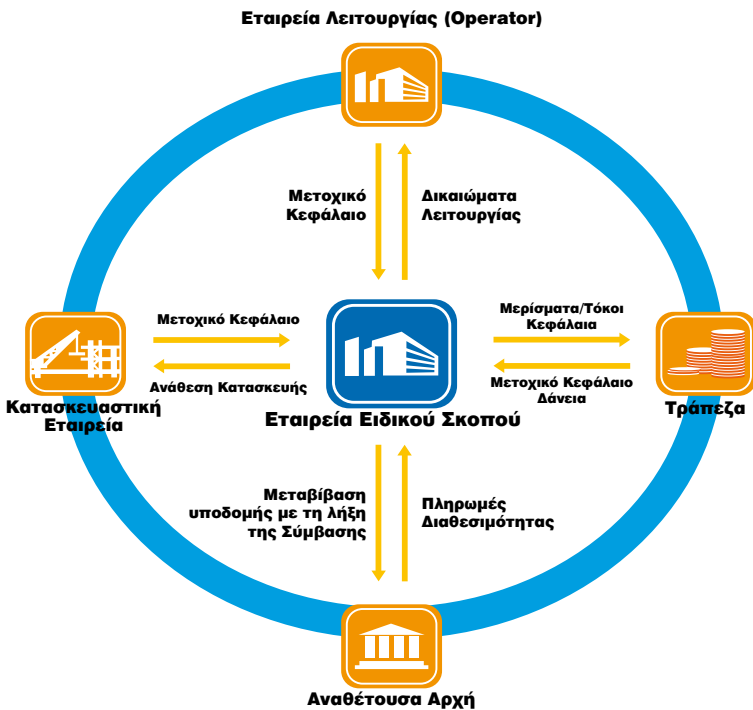 Εταιρεία Λειτουργίας (Operator)
Μετοχικό
Κεφάλαιο
Δικαιώματα
Λειτουργίας
Μετοχικό Κεφάλαιο
Ανάθεση Κατασκευής
Μερίσματα/Τόκοι
Κεφάλαια
Μετοχικό Κεφάλαιο
Δάνεια
Κατασκευαστική
Εταιρεία
Εταιρεία Ειδικού Σκοπού
Τράπεζα
Μεταβίβαση
υποδομής με τη λήξη
της Σύμβασης
Πληρωμές
Διαθεσιμότητας
Αναθέτουσα Αρχή